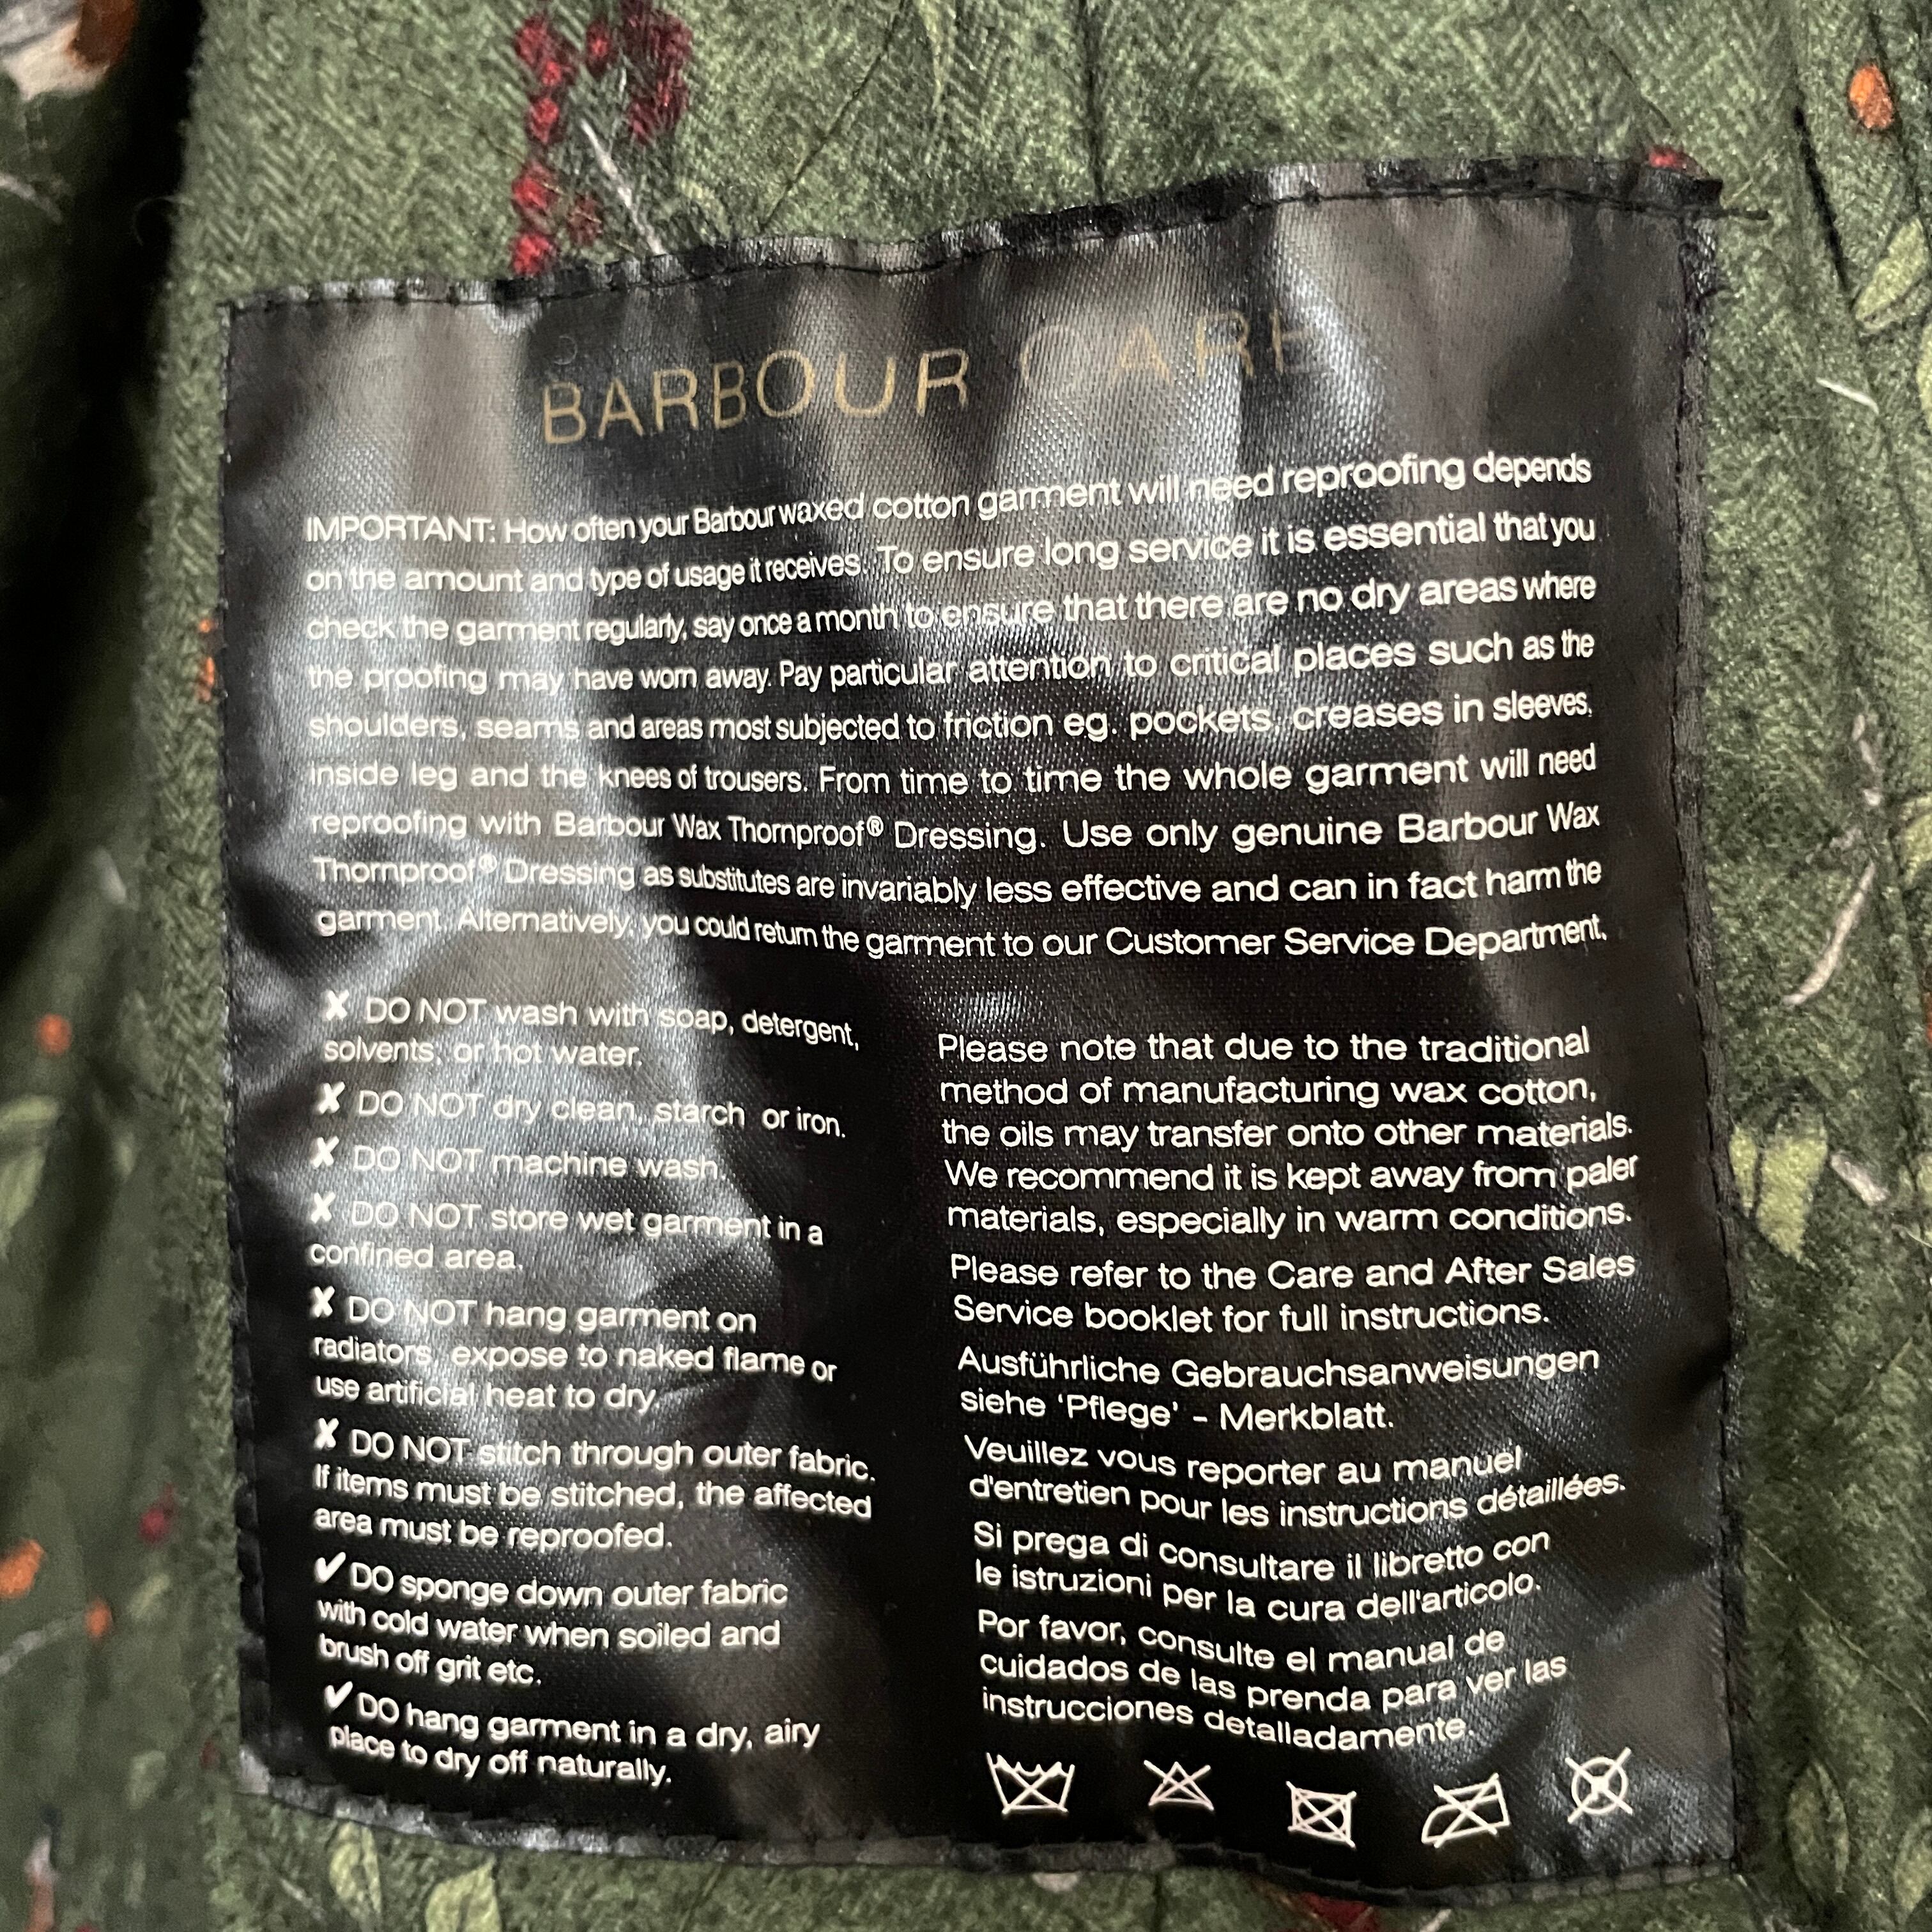 BARBOUR CARE
IMPORTANT: How often your Barbour waxed cotton garment will need reproofing depends
on the amount and type of usage it receives. To ensure long service it is essential that you
check the garment regularly, say once a month to ensure that there are no dry areas where
the proofing may have worn away. Pay particular attention to critical places such as the
shoulders, seams and areas most subjected to friction eg. pockets, creases in sleeves,
inside leg and the knees of trousers. From time to time the whole garment will need
reproofing with Barbour Wax Thornproof® Dressing. Use only genuine Barbour Wax
Thornproof® Dressing as substitutes are invariably less effective and can in fact harm the
garment. Alternatively, you could return the garment to our Customer Service Department.
✘ DO NOT wash with soap, detergent,
solvents, or hot water.
✘ DO NOT dry clean, starch or iron.
✘ DO NOT machine wash.
✘ DO NOT store wet garment in a
confined area.
✘ DO NOT hang garment on
radiators, expose to naked flame or
use artificial heat to dry.
✘ DO NOT stitch through outer fabric.
If items must be stitched, the affected
area must be reproofed.
✔ DO sponge down outer fabric
with cold water when soiled and
brush off grit etc.
✔ DO hang garment in a dry, airy
place to dry off naturally.
Please note that due to the traditional
method of manufacturing wax cotton,
the oils may transfer onto other materials.
We recommend it is kept away from paler
materials, especially in warm conditions.
Please refer to the Care and After Sales
Service booklet for full instructions.
Ausführliche Gebrauchsanweisungen
siehe ‘Pflege’ - Merkblatt.
Veuillez vous reporter au manuel
d'entretien pour les instructions détaillées.
Si prega di consultare il libretto con
le istruzioni per la cura dell'articolo.
Por favor, consulte el manual de
cuidados de las prenda para ver las
instrucciones detalladamente.